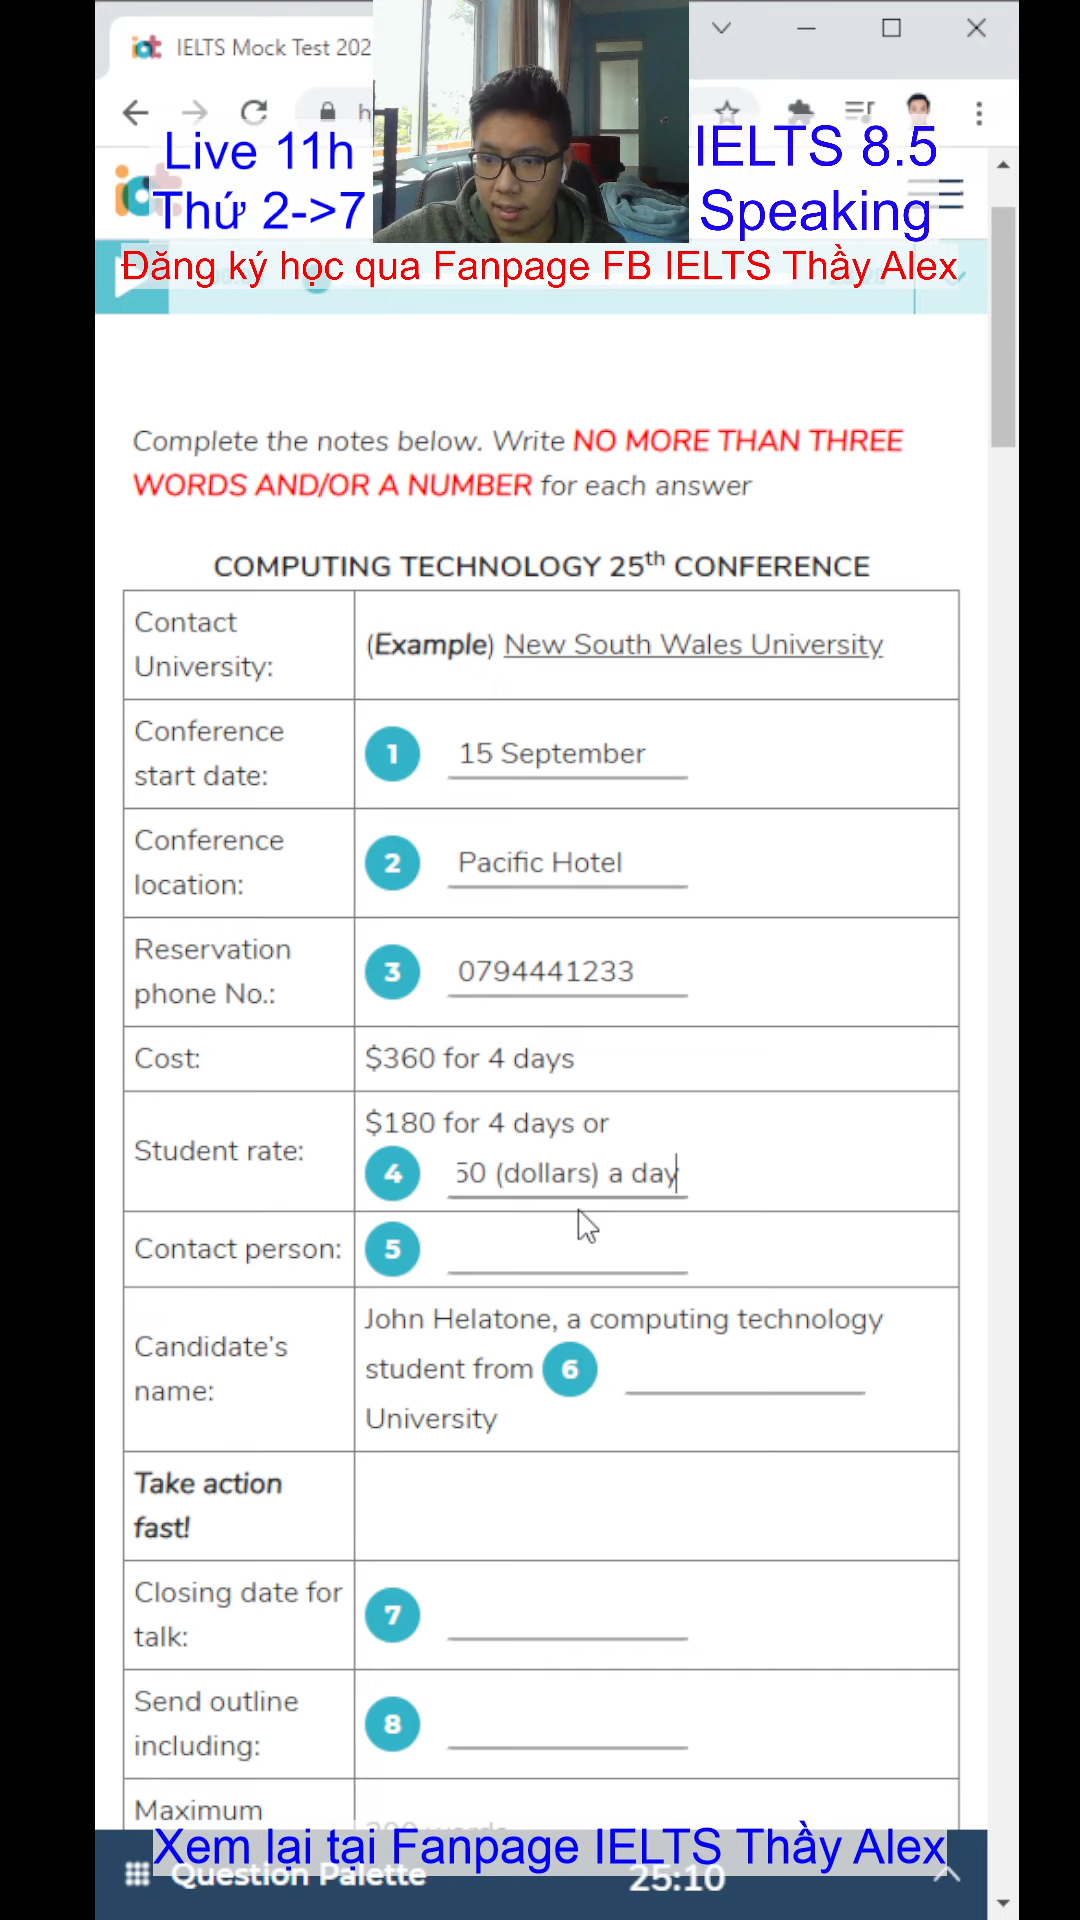 IELTS Mock Test 202
Live 11h
Thứ 2->7
IELTS 8.5
Speaking
Đăng ký học qua Fanpage FB IELTS Thầy Alex
Complete the notes below. Write NO MORE THAN THREE
WORDS AND/OR A NUMBER for each answer
COMPUTING TECHNOLOGY 25th CONFERENCE
Contact
University:
(Example) New South Wales University
Conference
start date:
1 15 September
Conference
location:
2 Pacific Hotel
Reservation
phone No.:
3 0794441233
Cost:
$360 for 4 days
Student rate:
$180 for 4 days or
4 50 (dollars) a day
Contact person:
5
Candidate's
name:
John Helatone, a computing technology
student from 6
University
Take action
fast!
Closing date for
talk:
7
Send outline
including:
8
Maximum
Xem lại tại Fanpage IELTS Thầy Alex
Question Palette
25:10